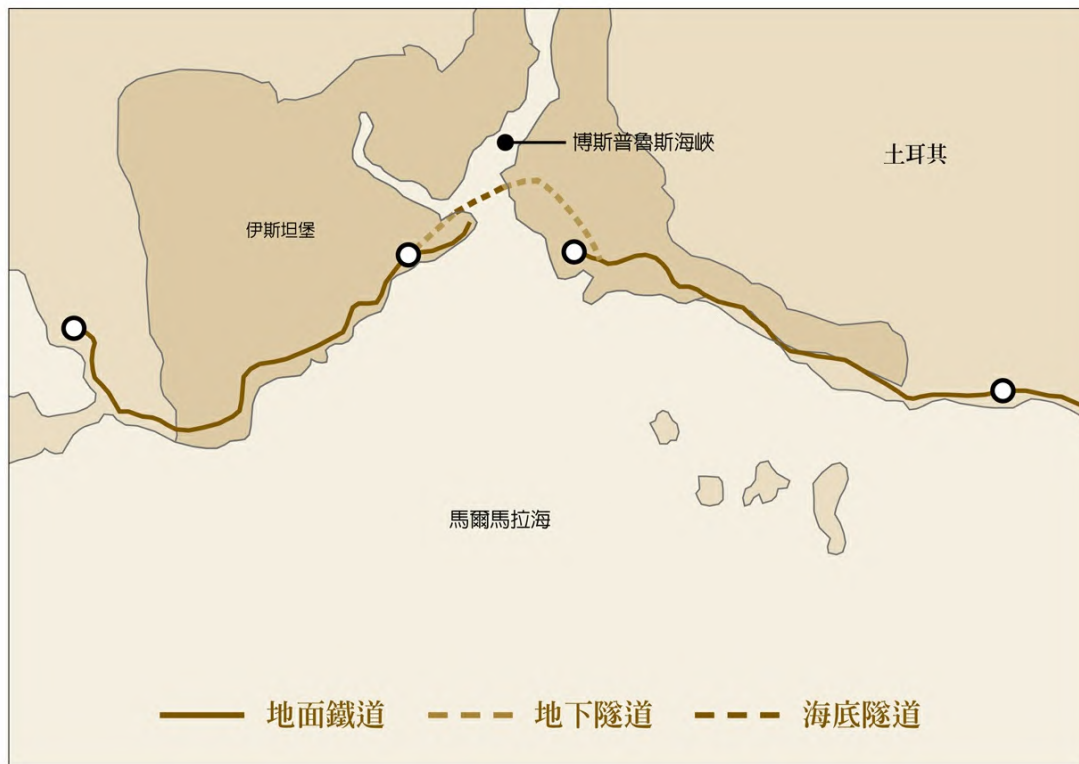 博斯普魯斯海峽
土耳其
伊斯坦堡
馬爾馬拉海
地面鐵道 地下隧道 海底隧道